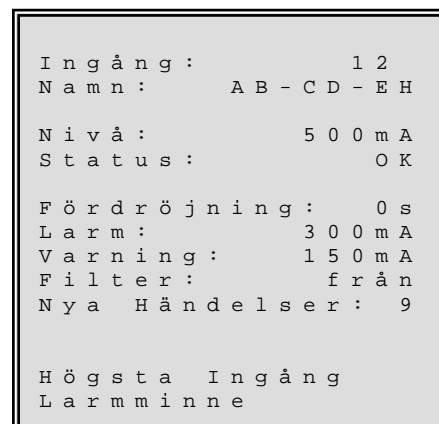 Ingång: 12
Namn: AB-CD-EH
Nivå: 500mA
Status: OK
Fördröjning: 0s
Larm: 300mA
Varning: 150mA
Filter: från
Nya Händelser: 9
Högsta Ingång
Larmminne